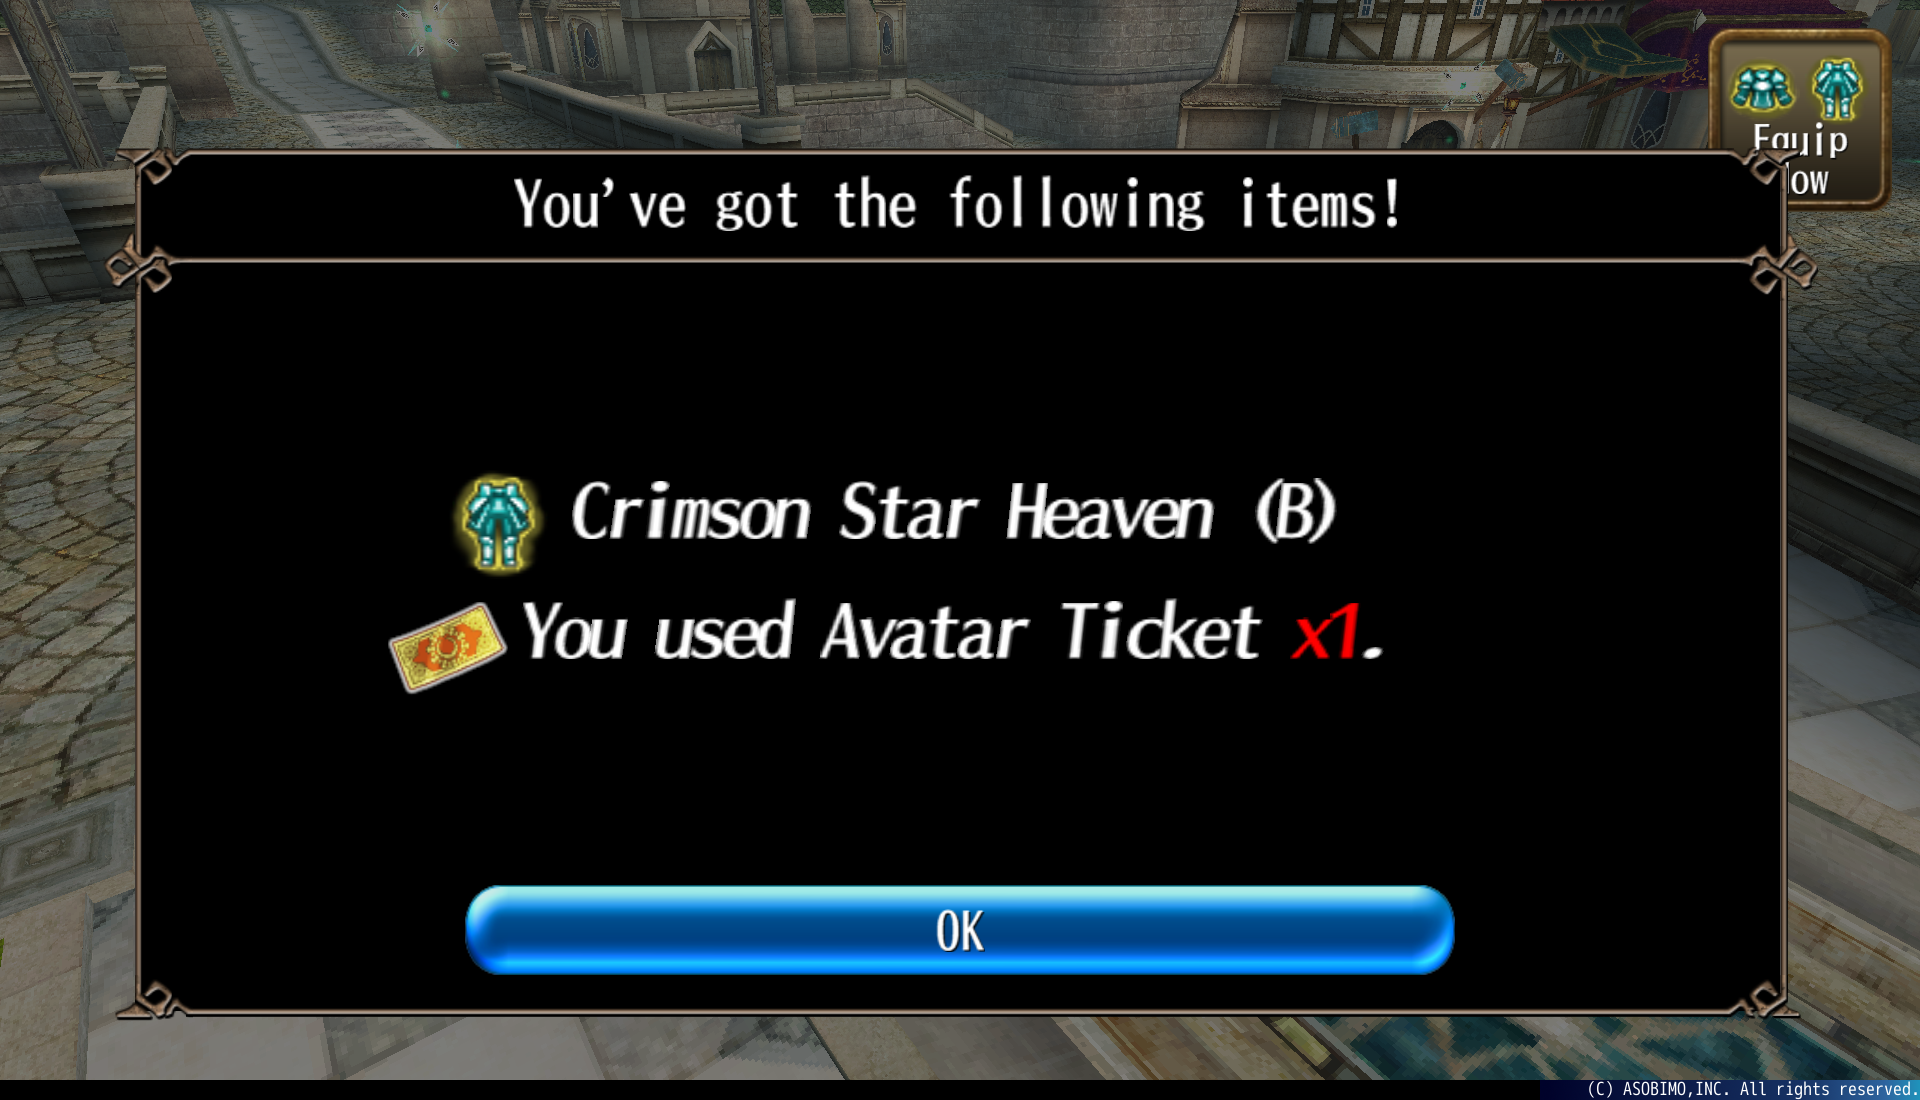 Equip
You've got the following items!
Crimson Star Heaven (B)
You used Avatar Ticket x1.
OK
(C) ASOBIMO,INC. All rights reserved.